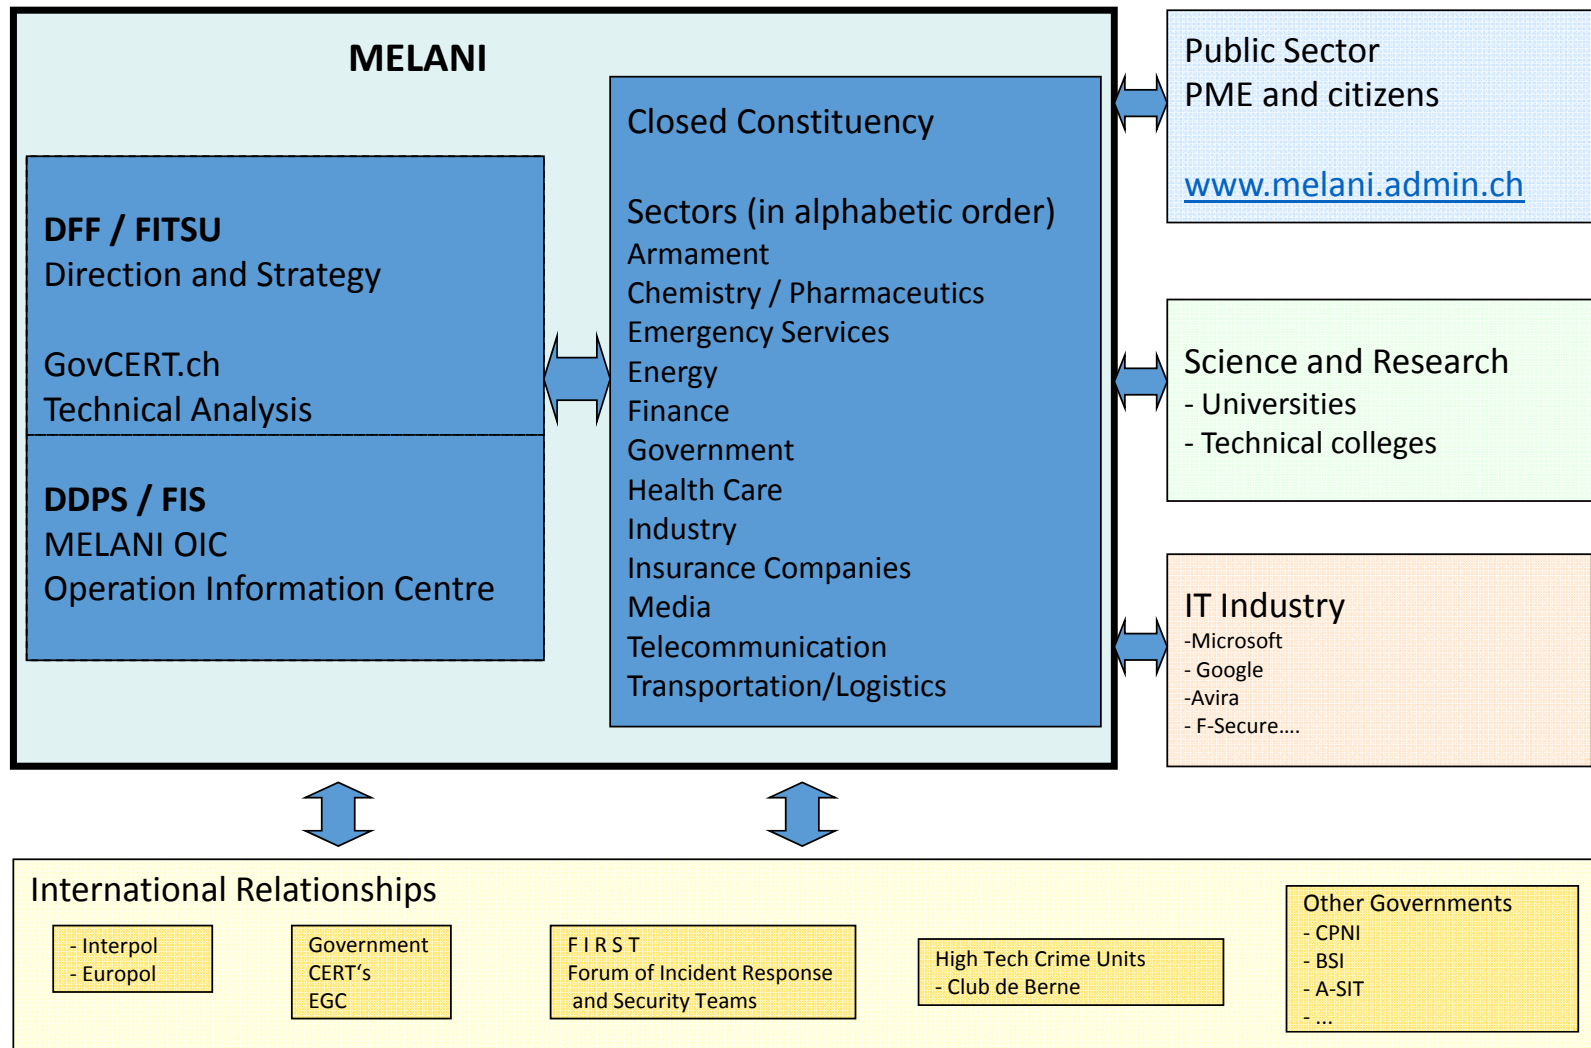 MELANI
DFF / FITSU
Direction and Strategy
GovCERT.ch
Technical Analysis
DDPS / FIS
MELANI OIC
Operation Information Centre
Closed Constituency
Sectors (in alphabetic order)
Armament
Chemistry / Pharmaceutics
Emergency Services
Energy
Finance
Government
Health Care
Industry
Insurance Companies
Media
Telecommunication
Transportation/Logistics
Public Sector
PME and citizens
www.melani.admin.ch
Science and Research
- Universities
- Technical colleges
IT Industry
-Microsoft
- Google
-Avira
- F-Secure....
International Relationships
- Interpol
- Europol
Government
CERT‘s
EGC
F I R S T
Forum of Incident Response
and Security Teams
High Tech Crime Units
- Club de Berne
Other Governments
- CPNI
- BSI
- A-SIT
- ...